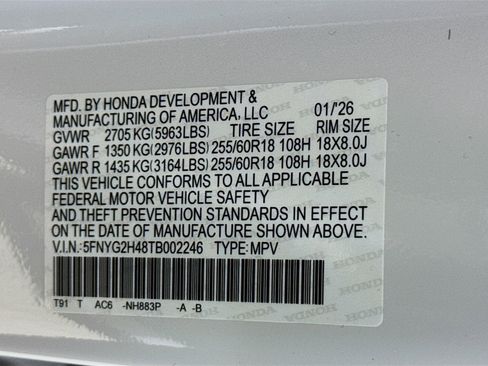 MFD. BY HONDA DEVELOPMENT &
MANUFACTURING OF AMERICA, LLC 01/26
GVWR 2705 KG(5963LBS) TIRE SIZE RIM SIZE
GAWR F 1350 KG(2976LBS) 255/60R18 108H 18X8.0J
GAWR R 1435 KG(3164LBS) 255/60R18 108H 18X8.0J
THIS VEHICLE CONFORMS TO ALL APPLICABLE
FEDERAL MOTOR VEHICLE SAFETY
AND THEFT PREVENTION STANDARDS IN EFFECT
ON THE DATE OF MANUFACTURE SHOWN ABOVE.
V.I.N.: 5FNYG2H48TB002246 TYPE: MPV
T91 T AC6 -NH883P -A -B
HONDA HONDA